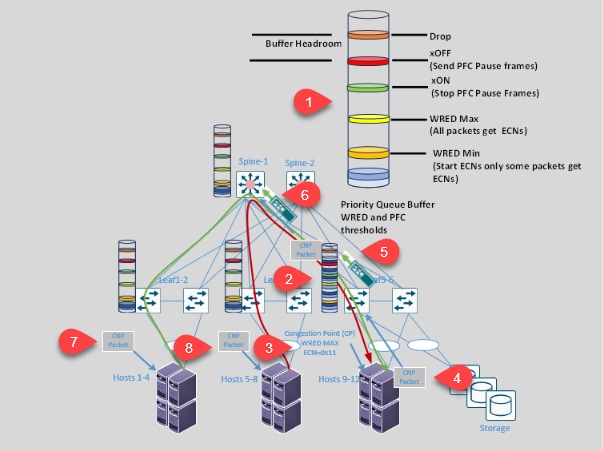 Drop
Buffer Headroom
xOFF
(Send PFC Pause frames)
xON
(Stop PFC Pause Frames)
1
WRED Max
(All packets get ECNs)
WRED Min
(Start ECNs only some packets get
ECNs)
Spine-1
Spine-2
6
Priority Queue Buffer
WRED and PFC
thresholds
CNP
Packet
5
2
Leaf1-2
7
CNP
Packet
8
CNP
Packet
3
Congestion Point (CP)
WRED MAX
ECN=0x11
Hosts 1-4
Hosts 5-8
Hosts 9-12
CNP
Packet
4
Storage